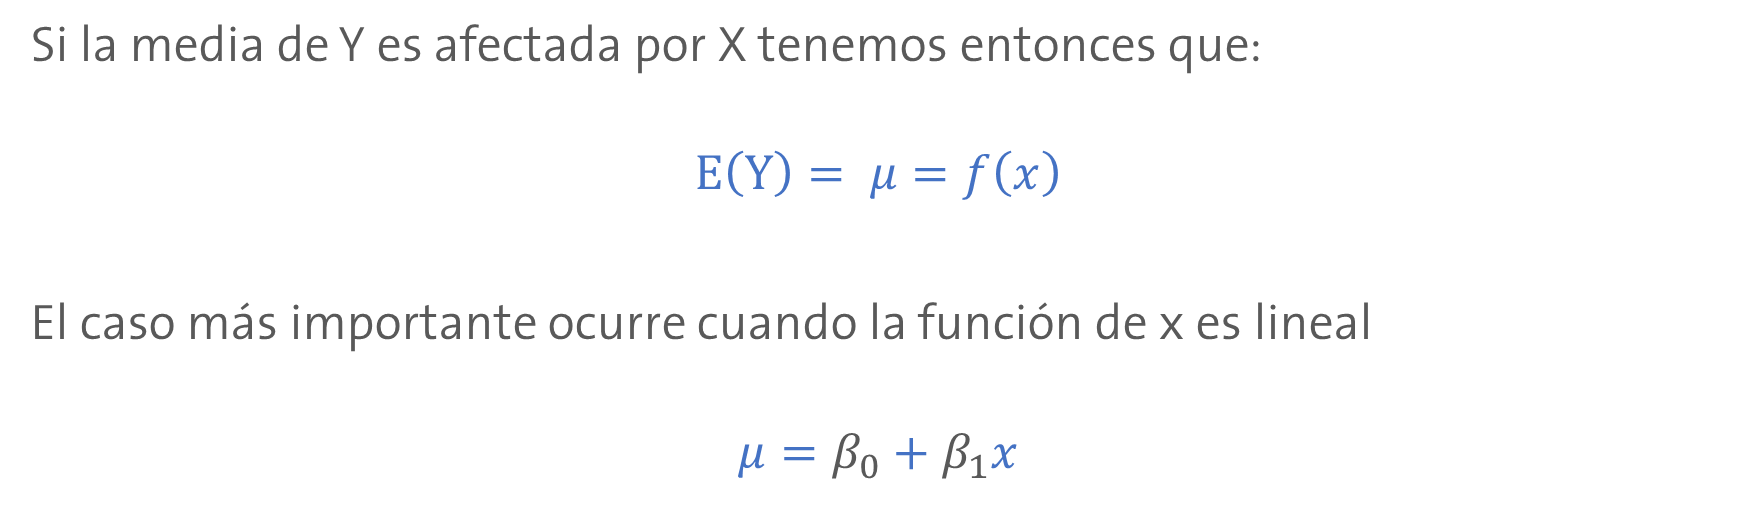 Si la media de Y es afectada por X tenemos entonces que:
E(Y) = μ = f(x)
El caso más importante ocurre cuando la función de x es lineal
μ = β₀ + β₁x